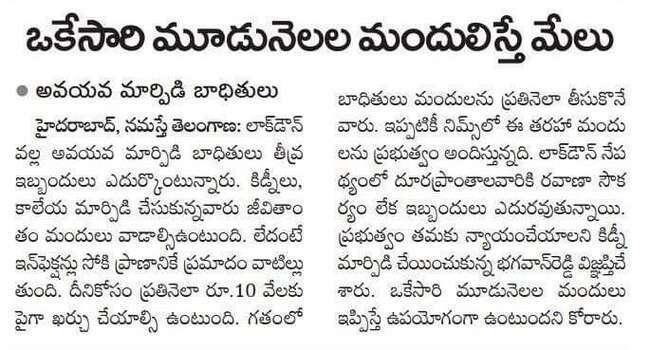 ఒకేసారి మూడునెలల మందులిస్తే మేలు
● అవయవ మార్పిడి బాధితులు
హైదరాబాద్, నమస్తే తెలంగాణ: లాక్‌డౌన్
వల్ల అవయవ మార్పిడి బాధితులు తీవ్ర
ఇబ్బందులు ఎదుర్కొంటున్నారు. కిడ్నీలు,
కాలేయ మార్పిడి చేసుకున్నవారు జీవితాం
తం మందులు వాడాల్సిఉంటుంది. లేదంటే
ఇన్‌ఫెక్షన్లు సోకి ప్రాణానికే ప్రమాదం వాటిల్లు
తుంది. దీనికోసం ప్రతినెలా రూ.10 వేలకు
పైగా ఖర్చు చేయాల్సి ఉంటుంది. గతంలో
బాధితులు మందులను ప్రతినెలా తీసుకొనే
వారు. ఇప్పటికీ నిమ్స్‌లో ఈ తరహా మందు
లను ప్రభుత్వం అందిస్తున్నది. లాక్‌డౌన్ నేప
థ్యంలో దూరప్రాంతాలవారికి రవాణా సౌక
ర్యం లేక ఇబ్బందులు ఎదురవుతున్నాయి.
ప్రభుత్వం తమకు న్యాయంచేయాలని కిడ్నీ
మార్పిడి చేయించుకున్న భగవాన్‌రెడ్డి విజ్ఞప్తిచే
శారు. ఒకేసారి మూడునెలల మందులు
ఇప్పిస్తే ఉపయోగంగా ఉంటుందని కోరారు.